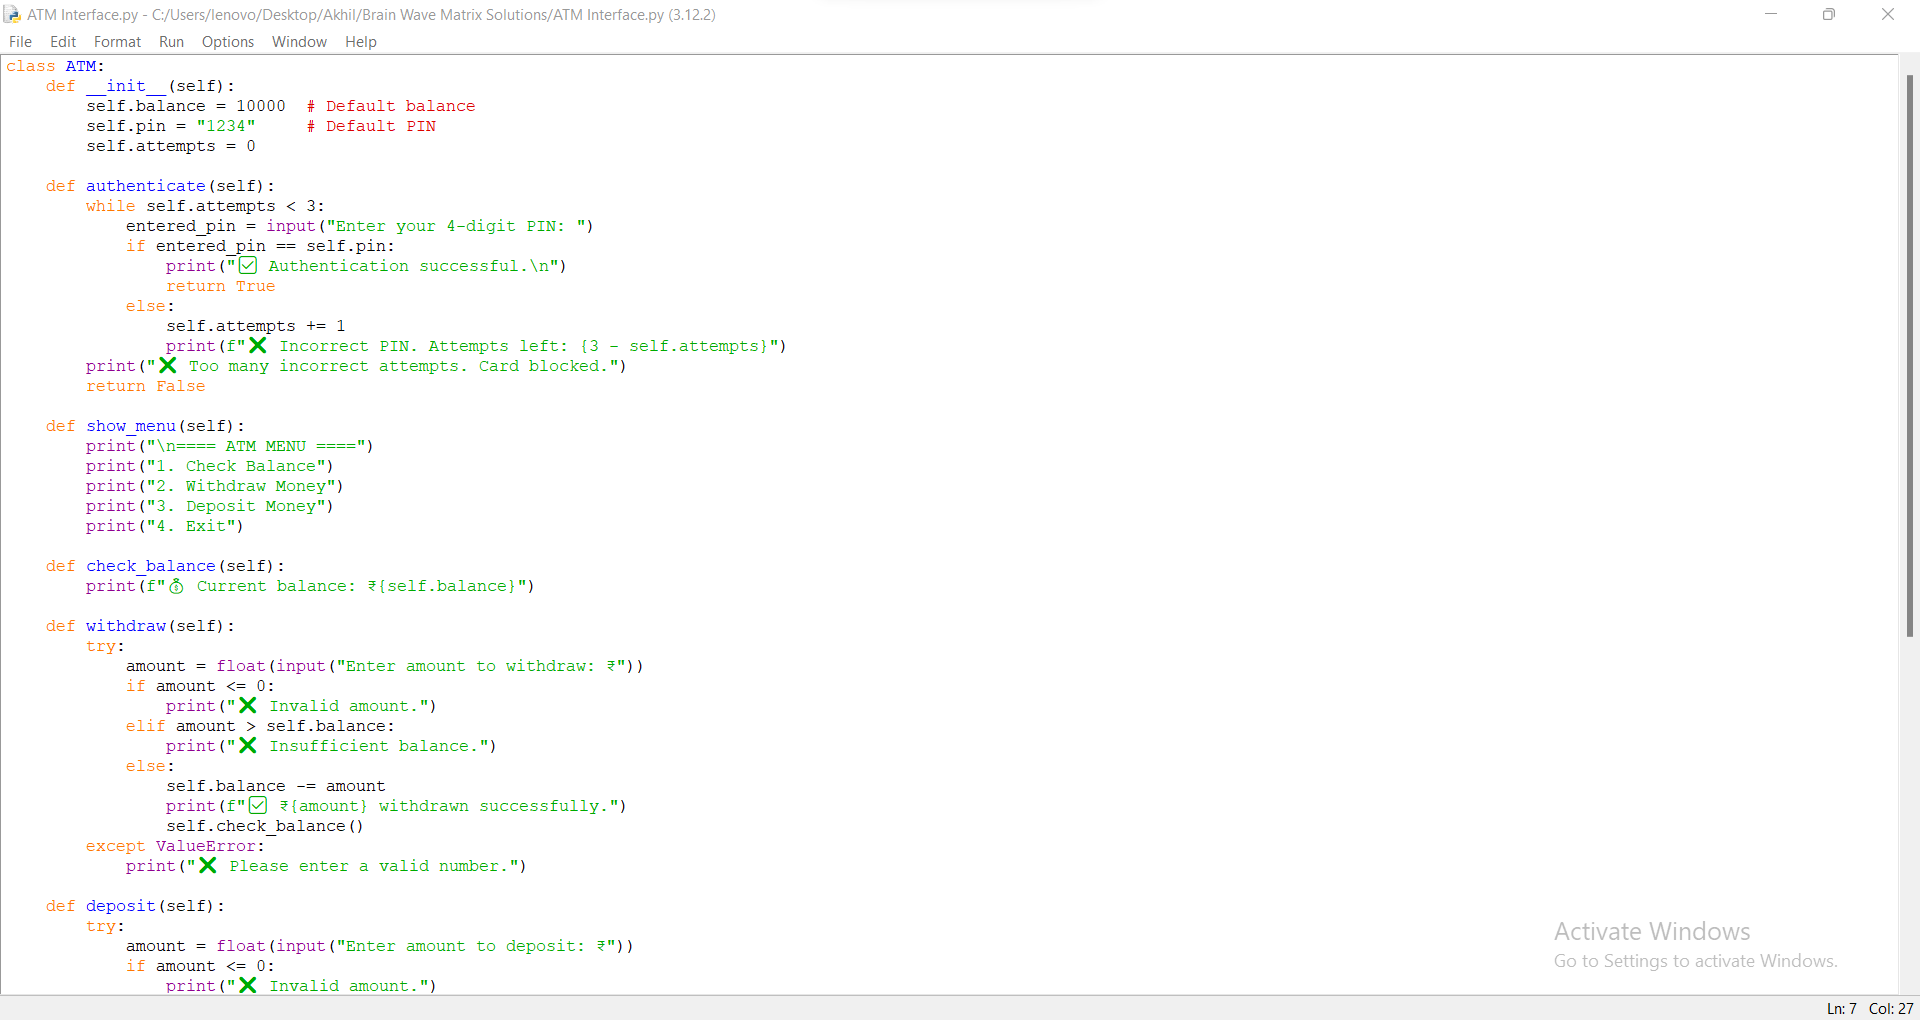 ATM Interface.py - C:/Users/lenovo/Desktop/Akhil/Brain Wave Matrix Solutions/ATM Interface.py (3.12.2)
File Edit Format Run Options Window Help
class ATM:
    def __init__(self):
        self.balance = 10000  # Default balance
        self.pin = "1234"     # Default PIN
        self.attempts = 0

    def authenticate(self):
        while self.attempts < 3:
            entered_pin = input("Enter your 4-digit PIN: ")
            if entered_pin == self.pin:
                print("✅ Authentication successful.\n")
                return True
            else:
                self.attempts += 1
                print(f"❌ Incorrect PIN. Attempts left: {3 - self.attempts}")
        print("❌ Too many incorrect attempts. Card blocked.")
        return False

    def show_menu(self):
        print("\n==== ATM MENU ====")
        print("1. Check Balance")
        print("2. Withdraw Money")
        print("3. Deposit Money")
        print("4. Exit")

    def check_balance(self):
        print(f"💰 Current balance: ₹{self.balance}")

    def withdraw(self):
        try:
            amount = float(input("Enter amount to withdraw: ₹"))
            if amount <= 0:
                print("❌ Invalid amount.")
            elif amount > self.balance:
                print("❌ Insufficient balance.")
            else:
                self.balance -= amount
                print(f"✅ ₹{amount} withdrawn successfully.")
                self.check_balance()
        except ValueError:
            print("❌ Please enter a valid number.")

    def deposit(self):
        try:
            amount = float(input("Enter amount to deposit: ₹"))
            if amount <= 0:
                print("❌ Invalid amount.")
Activate Windows
Go to Settings to activate Windows.
Ln: 7 Col: 27